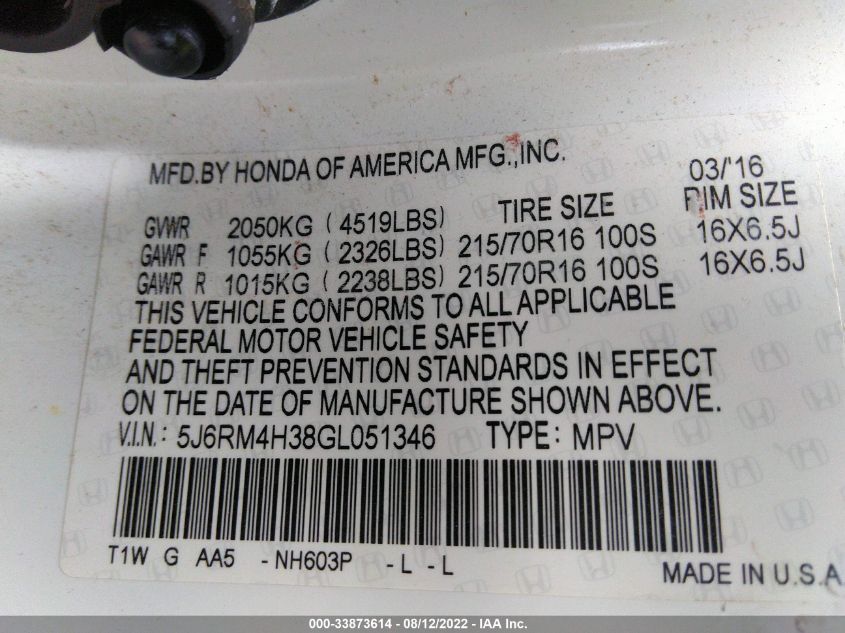 MFD.BY HONDA OF AMERICA MFG.,INC. 03/'16
TIRE SIZE RIM SIZE
GVWR 2050KG ( 4519LBS)
GAWR F 1055KG ( 2326LBS) 215/70R16 100S 16X6.5J
GAWR R 1015KG ( 2238LBS) 215/70R16 100S 16X6.5J
THIS VEHICLE CONFORMS TO ALL APPLICABLE
FEDERAL MOTOR VEHICLE SAFETY
AND THEFT PREVENTION STANDARDS IN EFFECT
ON THE DATE OF MANUFACTURE SHOWN ABOVE.
V.I.N.: 5J6RM4H38GL051346 TYPE: MPV
T1W G AA5 -NH603P -L -L
MADE IN U.S.A
000-33873614 - 08/12/2022 - IAA Inc.